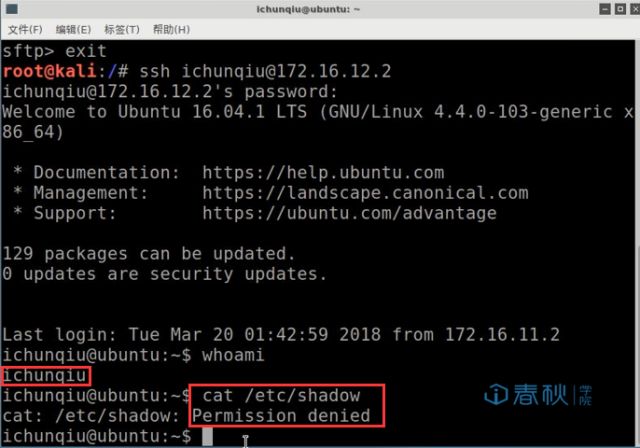 ichunqiu@ubuntu: ~
文件(F) 编辑(E) 标签(T) 帮助(H)
sftp> exit
root@kali:/# ssh ichunqiu@172.16.12.2
ichunqiu@172.16.12.2's password:
Welcome to Ubuntu 16.04.1 LTS (GNU/Linux 4.4.0-103-generic x
86_64)
* Documentation: https://help.ubuntu.com
* Management: https://landscape.canonical.com
* Support: https://ubuntu.com/advantage
129 packages can be updated.
0 updates are security updates.
Last login: Tue Mar 20 01:42:59 2018 from 172.16.11.2
ichunqiu@ubuntu:~$ whoami
ichunqiu
ichunqiu@ubuntu:~$ cat /etc/shadow
cat: /etc/shadow: Permission denied
ichunqiu@ubuntu:~$
春秋学院